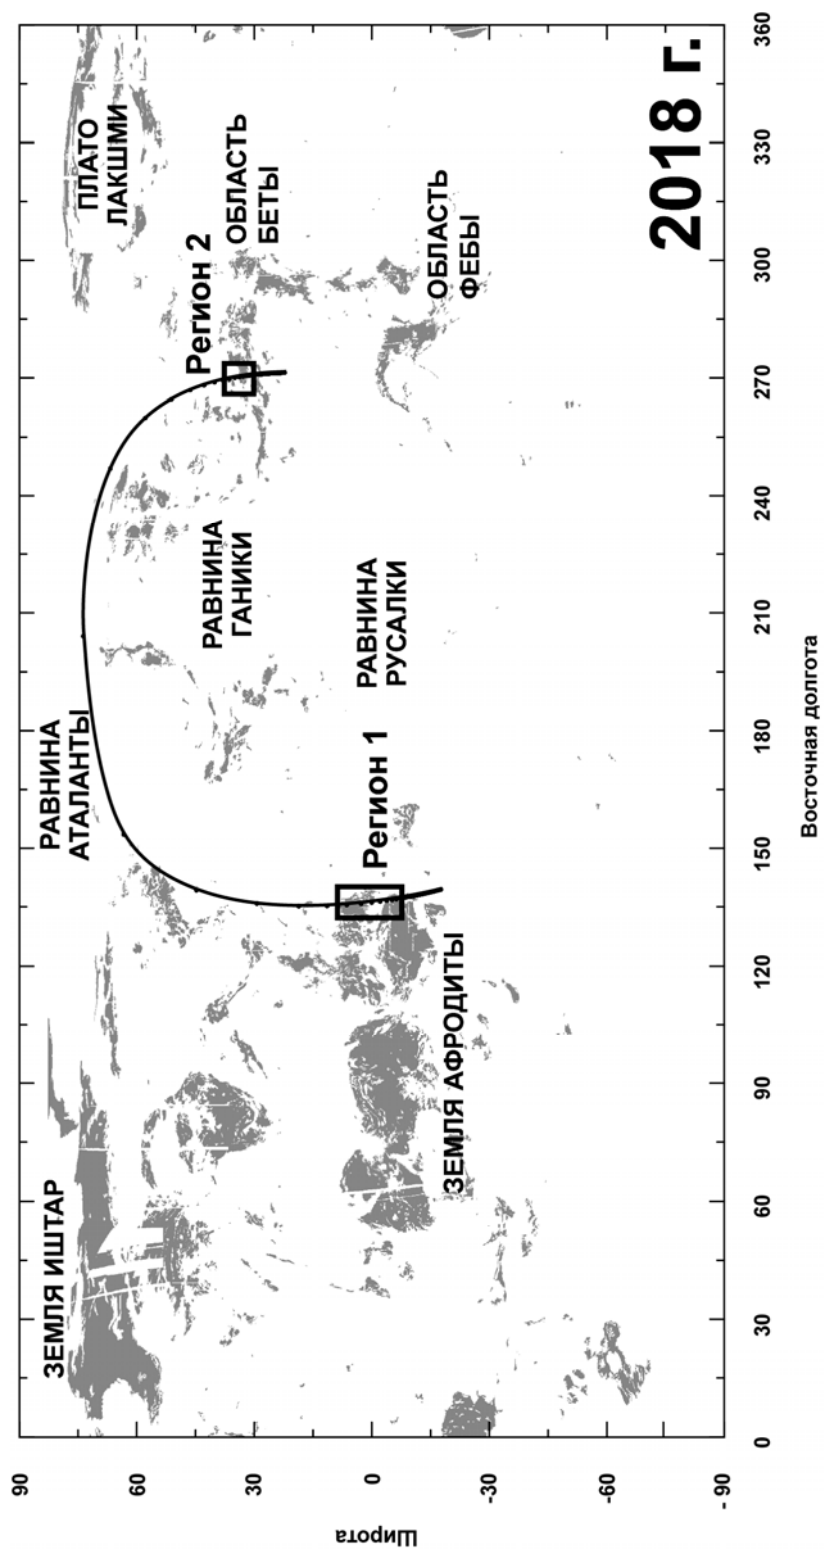 2018 г.
ПЛАТО
ЛАКШМИ
ОБЛАСТЬ
БЕТЫ
ОБЛАСТЬ
ФЕБЫ
Регион 2
РАВНИНА
ГАНИКИ
РАВНИНА
РУСАЛКИ
РАВНИНА
АТАЛАНТЫ
Регион 1
ЗЕМЛЯ АФРОДИТЫ
ЗЕМЛЯ ИШТАР
90
60
30
0
-30
-60
- 90
Широта
0
30
60
90
120
150
180
210
240
270
300
330
360
Восточная долгота